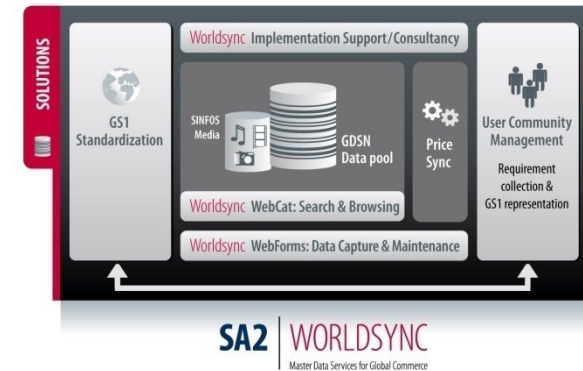 SOLUTIONS
GS1
Standardization
Worldsync Implementation Support/Consultancy
SINFOS
Media
GDSN
Data pool
Price
Sync
Worldsync WebCat: Search & Browsing
Worldsync WebForms: Data Capture & Maintenance
User Community
Management
Requirement
collection &
GS1 representation
SA2 WORLDSYNC
Master Data Services for Global Commerce